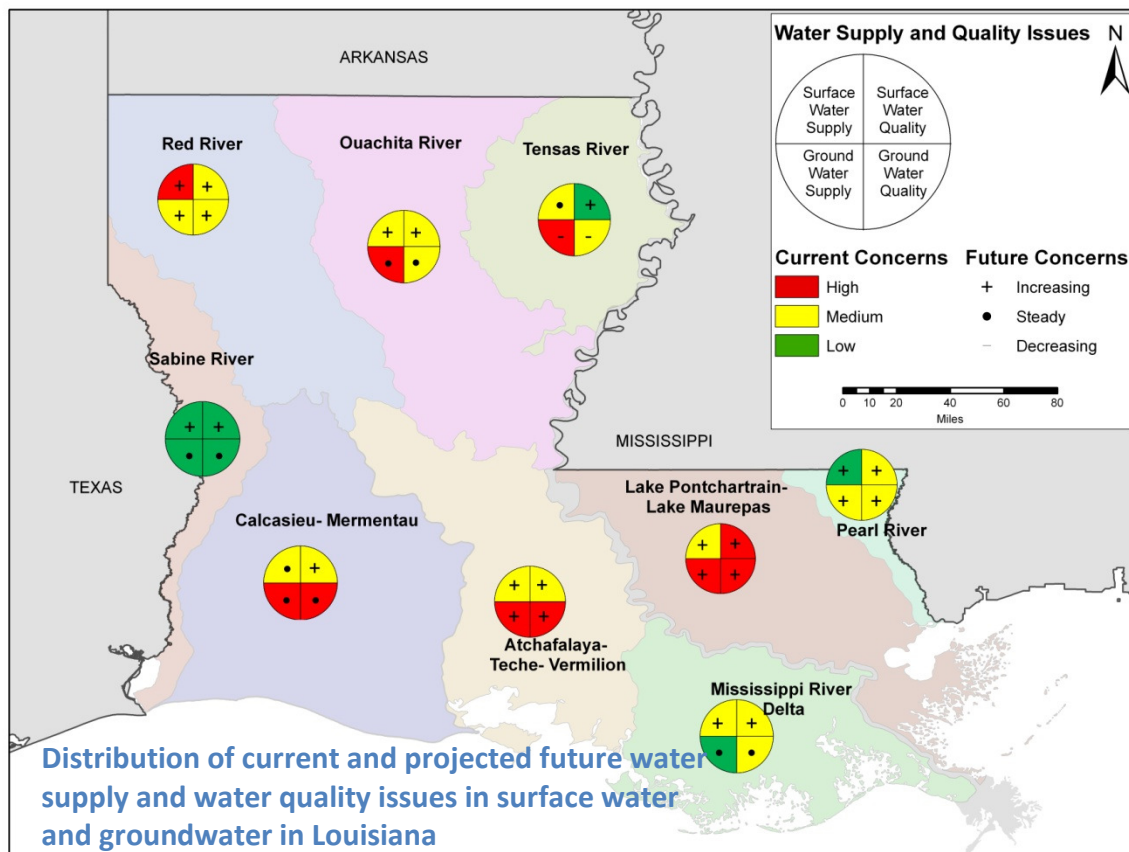 ARKANSAS
Red River
Ouachita River
Tensas River
Sabine River
TEXAS
MISSISSIPPI
Calcasieu- Mermentau
Lake Pontchartrain-
Lake Maurepas
Pearl River
Atchafalaya-
Teche- Vermilion
Mississippi River
Delta
Water Supply and Quality Issues
N
Surface
Water
Supply
Surface
Water
Quality
Ground
Water
Supply
Ground
Water
Quality
Current Concerns
High
Medium
Low
Future Concerns
+ Increasing
• Steady
- Decreasing
0 5 10 20 40 60 80
Miles
Distribution of current and projected future water
supply and water quality issues in surface water
and groundwater in Louisiana